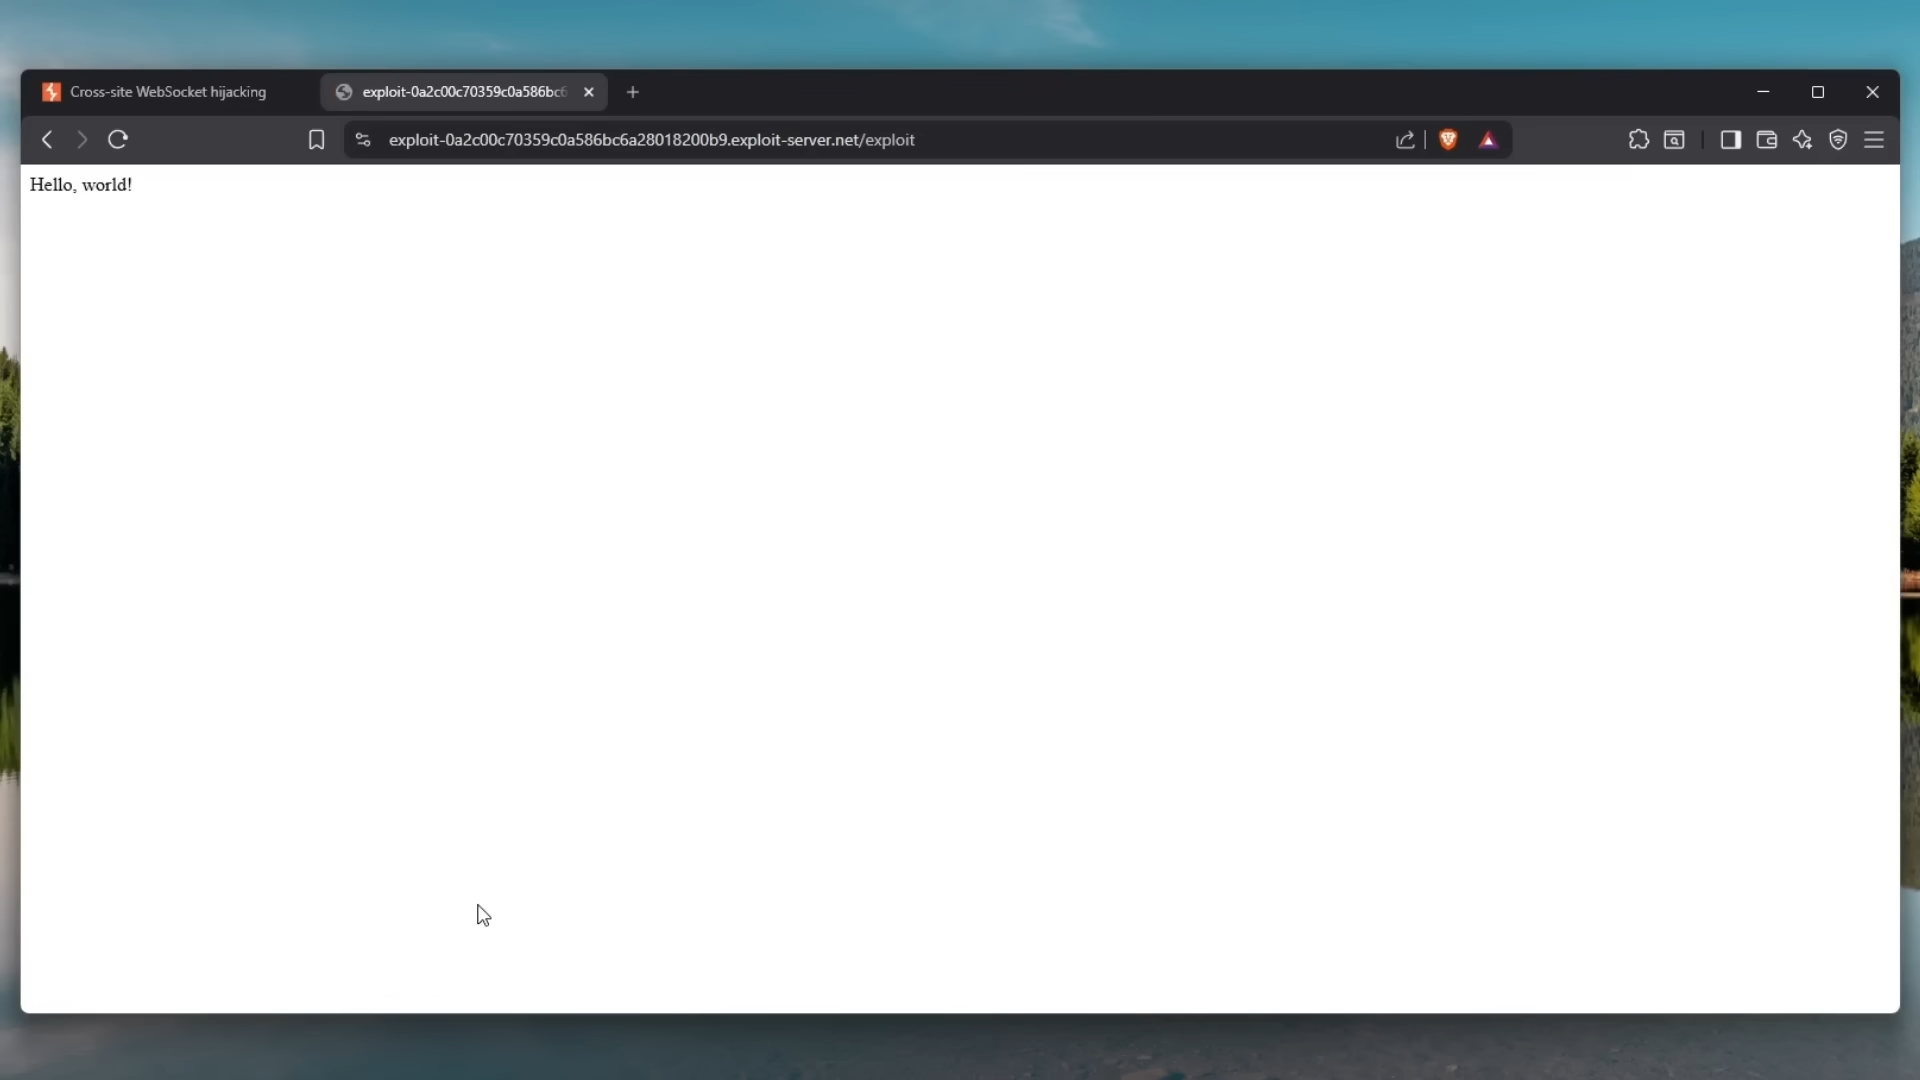 Cross-site WebSocket hijacking
exploit-0a2c00c70359c0a586bc6
exploit-0a2c00c70359c0a586bc6a28018200b9.exploit-server.net/exploit
Hello, world!